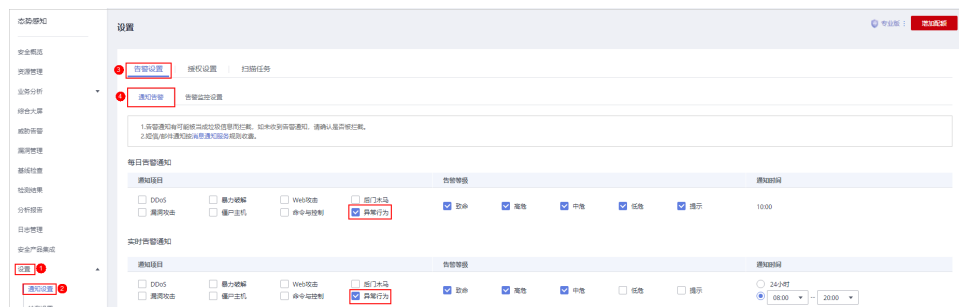 态势感知
设置
专业版
增加配额
安全概览
资源管理
业务分析
综合大屏
威胁告警
漏洞管理
基线检查
检测结果
分析报告
日志管理
安全产品集成
设置 1
通知设置 2
3 告警设置 授权设置 扫描任务
4 通知告警 告警监控设置
1.告警通知有可能被当成垃圾信息而拦截，如未收到告警通知，请确认是否被拦截。
2.短信/邮件通知按消息通知服务规则收费。
每日告警通知
通知项目 告警等级 通知时间
DDoS 暴力破解 Web攻击 后门木马
漏洞攻击 僵尸主机 命令与控制 异常行为
致命 高危 中危 低危 提示
10:00
实时告警通知
通知项目 告警等级 通知时间
DDoS 暴力破解 Web攻击 后门木马
漏洞攻击 僵尸主机 命令与控制 异常行为
致命 高危 中危 低危 提示
24小时
08:00 – 20:00